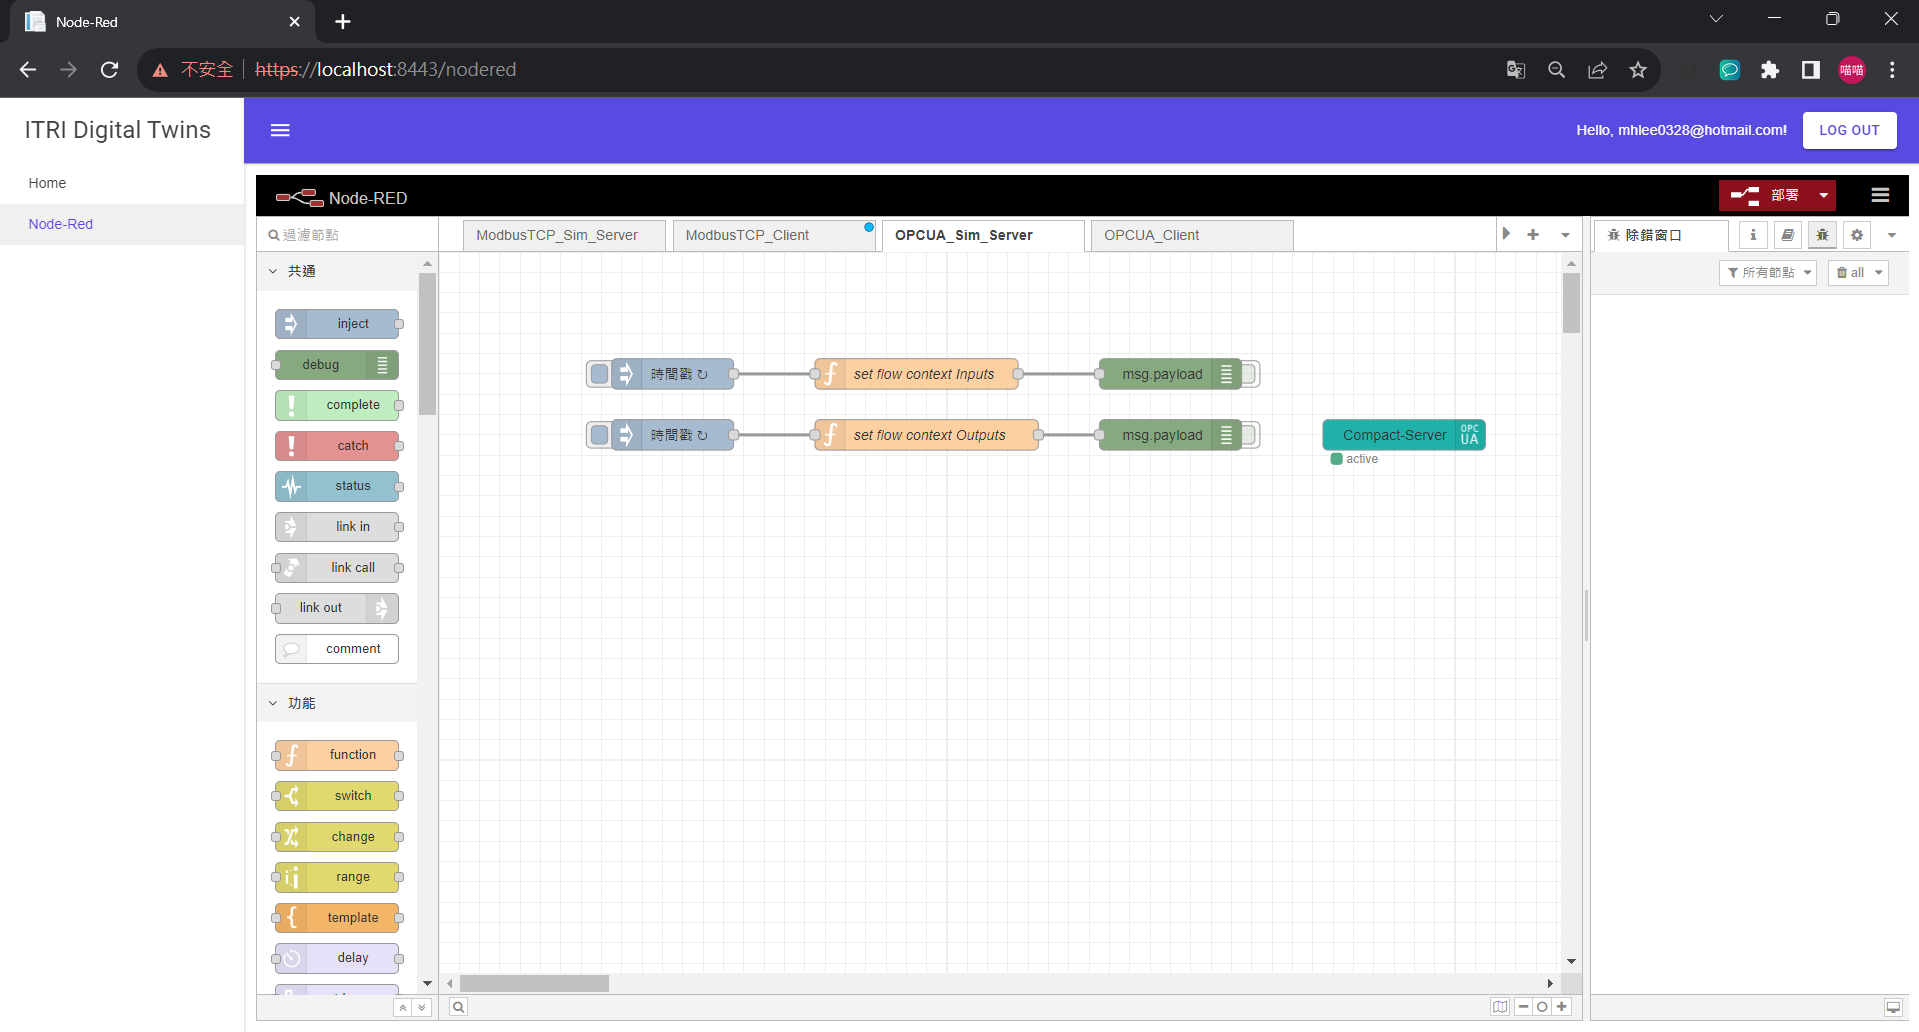 Node-Red
不安全
https://localhost:8443/nodered
喵喵
ITRI Digital Twins
Hello, mhlee0328@hotmail.com!
LOG OUT
Home
Node-Red
Node-RED
部署
過濾節點
ModbusTCP_Sim_Server
ModbusTCP_Client
OPCUA_Sim_Server
OPCUA_Client
除錯窗口
i
所有節點
all
共通
inject
debug
complete
catch
status
link in
link call
link out
comment
功能
function
switch
change
range
template
delay
時間戳 ↻
set flow context Inputs
msg.payload
時間戳 ↻
set flow context Outputs
msg.payload
Compact-Server
OPC
UA
active